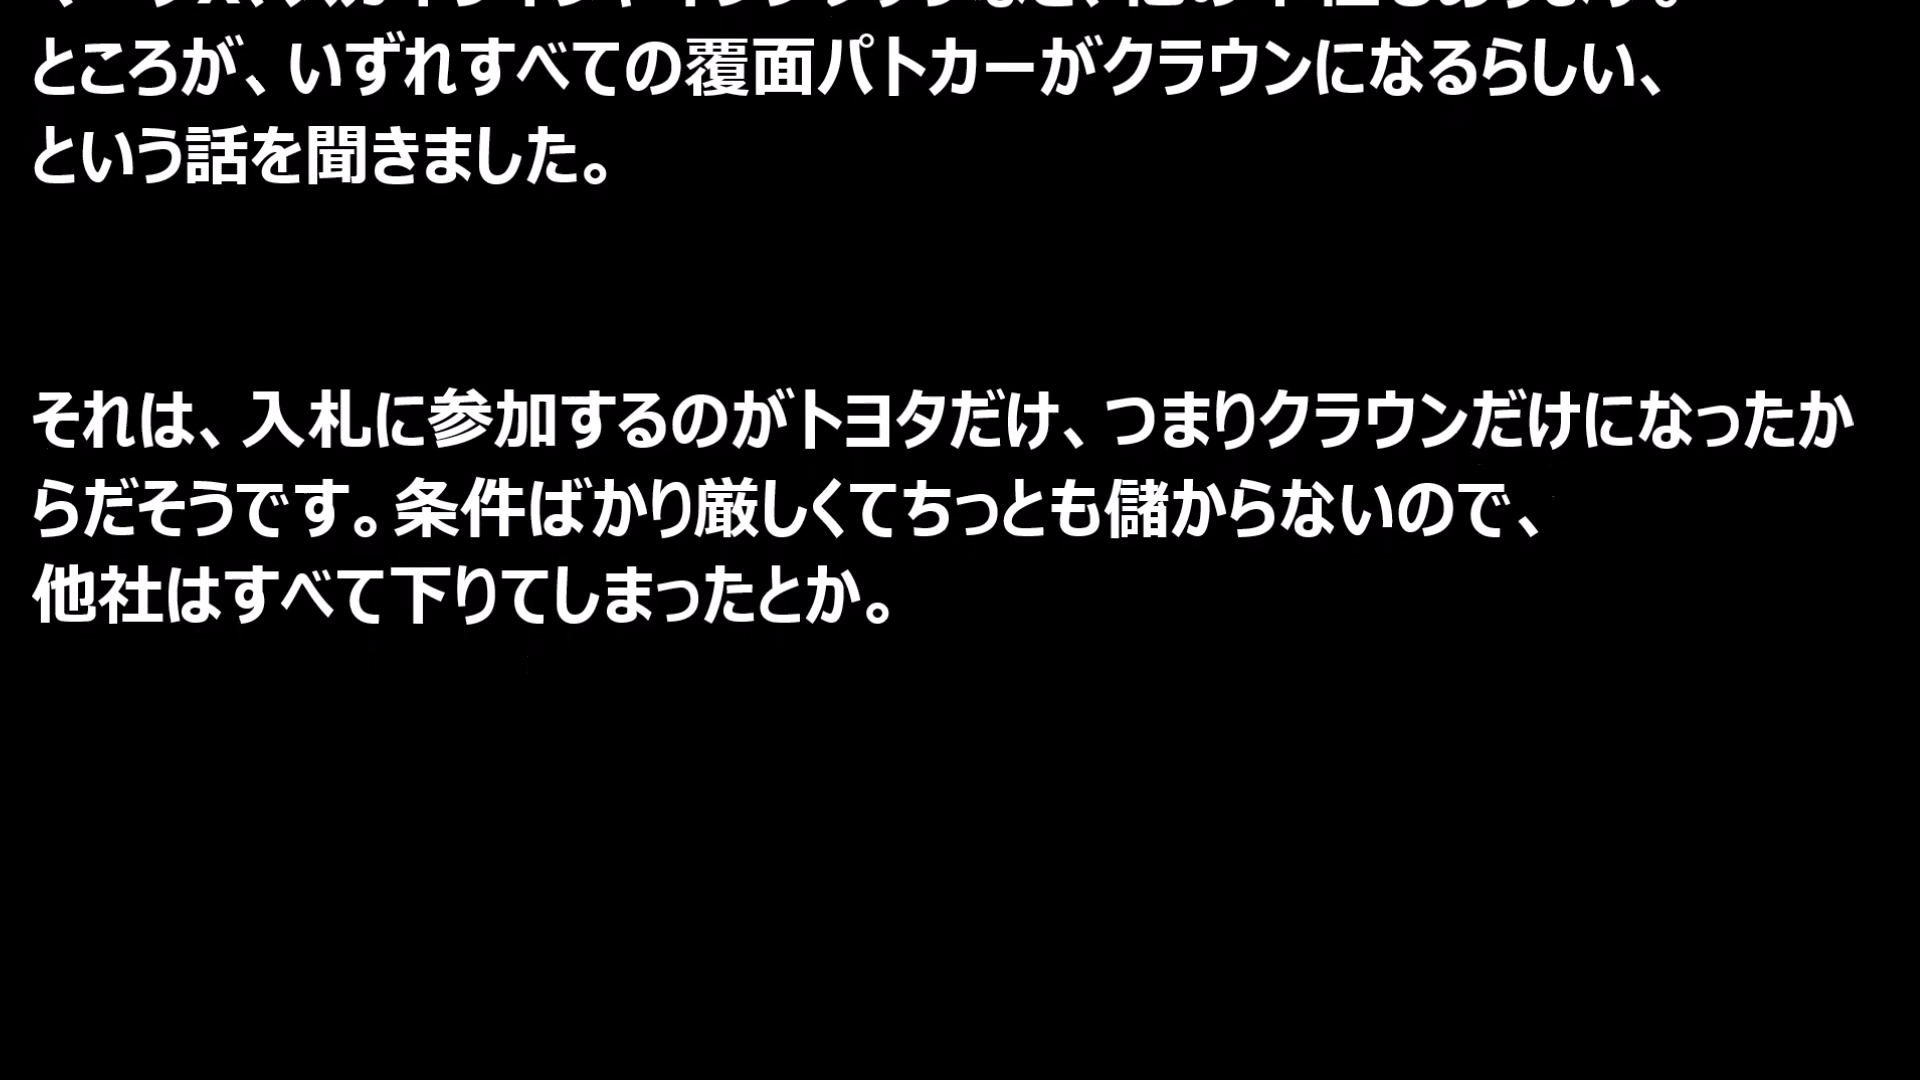 ところが、いずれすべての覆面パトカーがクラウンになるらしい、
という話を聞きました。
それは、入札に参加するのがトヨタだけ、つまりクラウンだけになったか
らだそうです。条件ばかり厳しくてちっとも儲からないので、
他社はすべて下りてしまったとか。